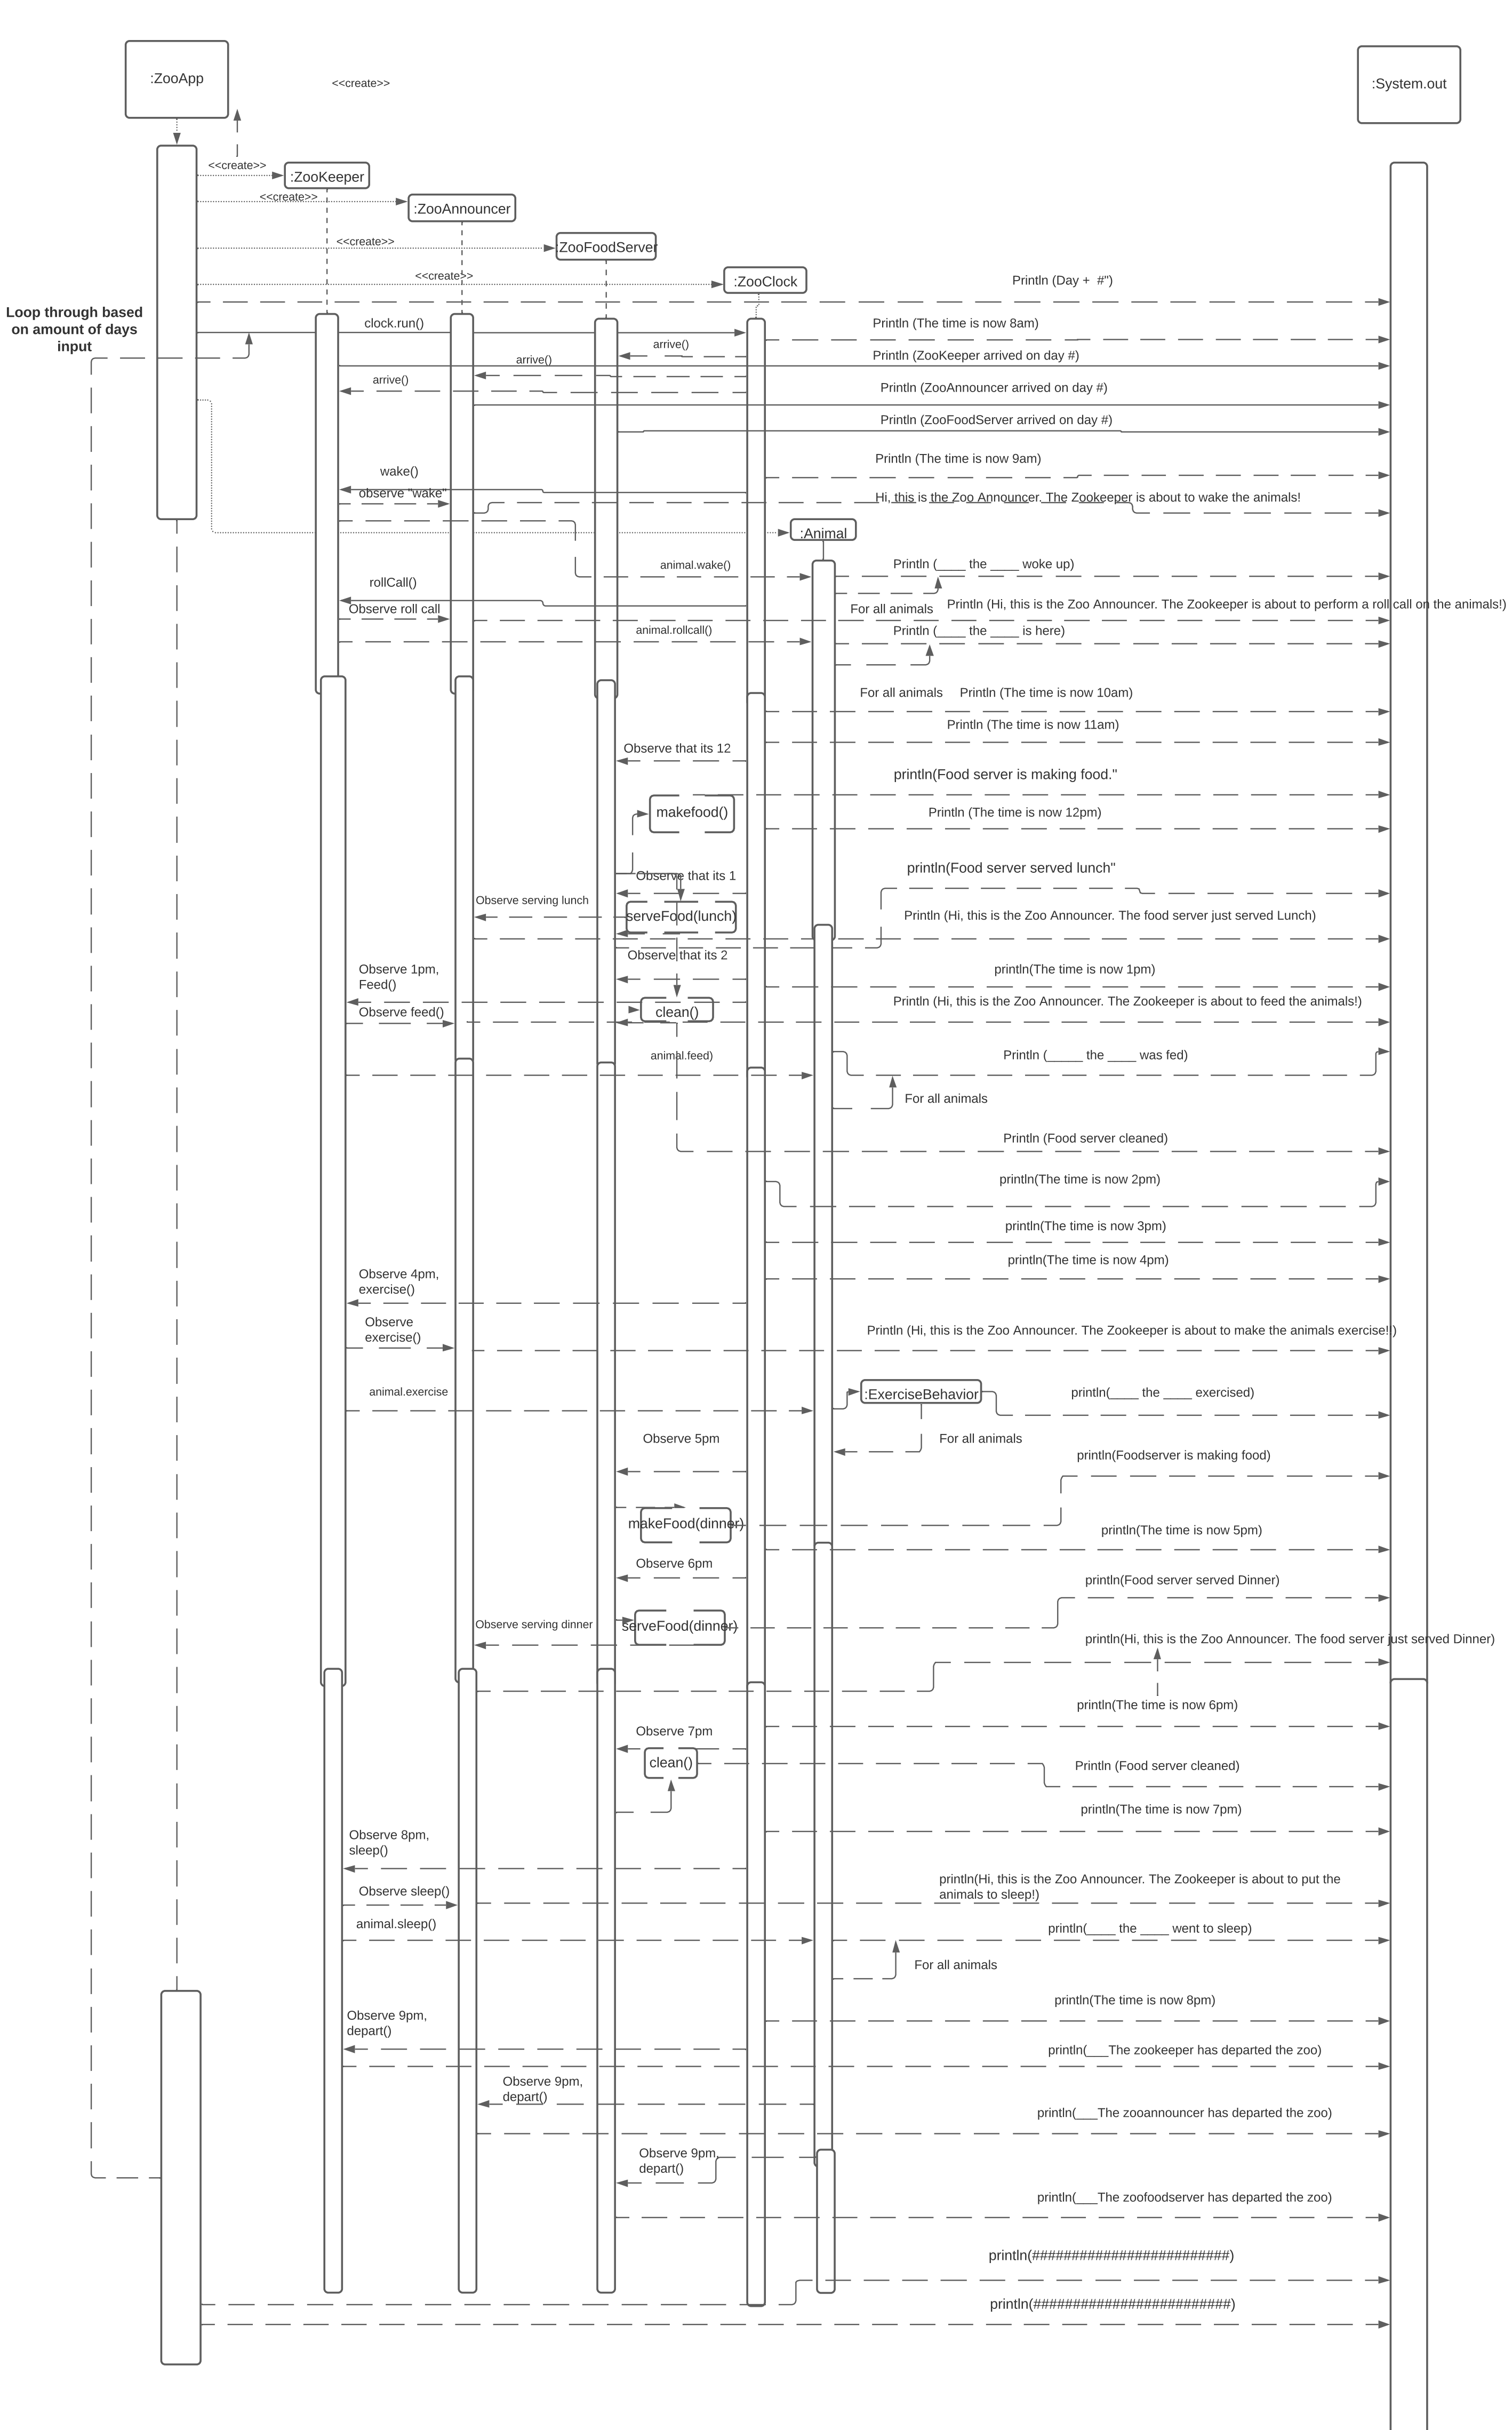 :ZooApp
<<create>>
:System.out
<<create>>
:ZooKeeper
<<create>>
:ZooAnnouncer
<<create>>
:ZooFoodServer
<<create>>
:ZooClock
Println (Day +  #")
Loop through based
on amount of days
input
clock.run()
Println (The time is now 8am)
arrive()
Println (ZooKeeper arrived on day #)
arrive()
arrive()
Println (ZooAnnouncer arrived on day #)
Println (ZooFoodServer arrived on day #)
Println (The time is now 9am)
wake()
observe "wake"
Hi, this is the Zoo Announcer. The Zookeeper is about to wake the animals!
:Animal
animal.wake()
Println (____ the ____ woke up)
rollCall()
Observe roll call
For all animals
Println (Hi, this is the Zoo Announcer. The Zookeeper is about to perform a roll call on the animals!)
animal.rollcall()
Println (____ the ____ is here)
For all animals
Println (The time is now 10am)
Println (The time is now 11am)
Observe that its 12
println(Food server is making food."
makefood()
Println (The time is now 12pm)
Observe that its 1
println(Food server served lunch"
Observe serving lunch
serveFood(lunch)
Println (Hi, this is the Zoo Announcer. The food server just served Lunch)
Observe that its 2
Observe 1pm,
Feed()
println(The time is now 1pm)
Observe feed()
clean()
Println (Hi, this is the Zoo Announcer. The Zookeeper is about to feed the animals!)
animal.feed)
Println (_____ the ____ was fed)
For all animals
Println (Food server cleaned)
println(The time is now 2pm)
println(The time is now 3pm)
println(The time is now 4pm)
Observe 4pm,
exercise()
Observe
exercise()
Println (Hi, this is the Zoo Announcer. The Zookeeper is about to make the animals exercise!!)
animal.exercise
:ExerciseBehavior
println(____ the ____ exercised)
Observe 5pm
For all animals
println(Foodserver is making food)
makeFood(dinner)
println(The time is now 5pm)
Observe 6pm
println(Food server served Dinner)
Observe serving dinner
serveFood(dinner)
println(Hi, this is the Zoo Announcer. The food server just served Dinner)
println(The time is now 6pm)
Observe 7pm
clean()
Println (Food server cleaned)
println(The time is now 7pm)
Observe 8pm,
sleep()
println(Hi, this is the Zoo Announcer. The Zookeeper is about to put the
animals to sleep!)
Observe sleep()
animal.sleep()
println(____ the ____ went to sleep)
For all animals
println(The time is now 8pm)
Observe 9pm,
depart()
println(___The zookeeper has departed the zoo)
Observe 9pm,
depart()
println(___The zooannouncer has departed the zoo)
Observe 9pm,
depart()
println(___The zoofoodserver has departed the zoo)
println(#########################)
println(#########################)